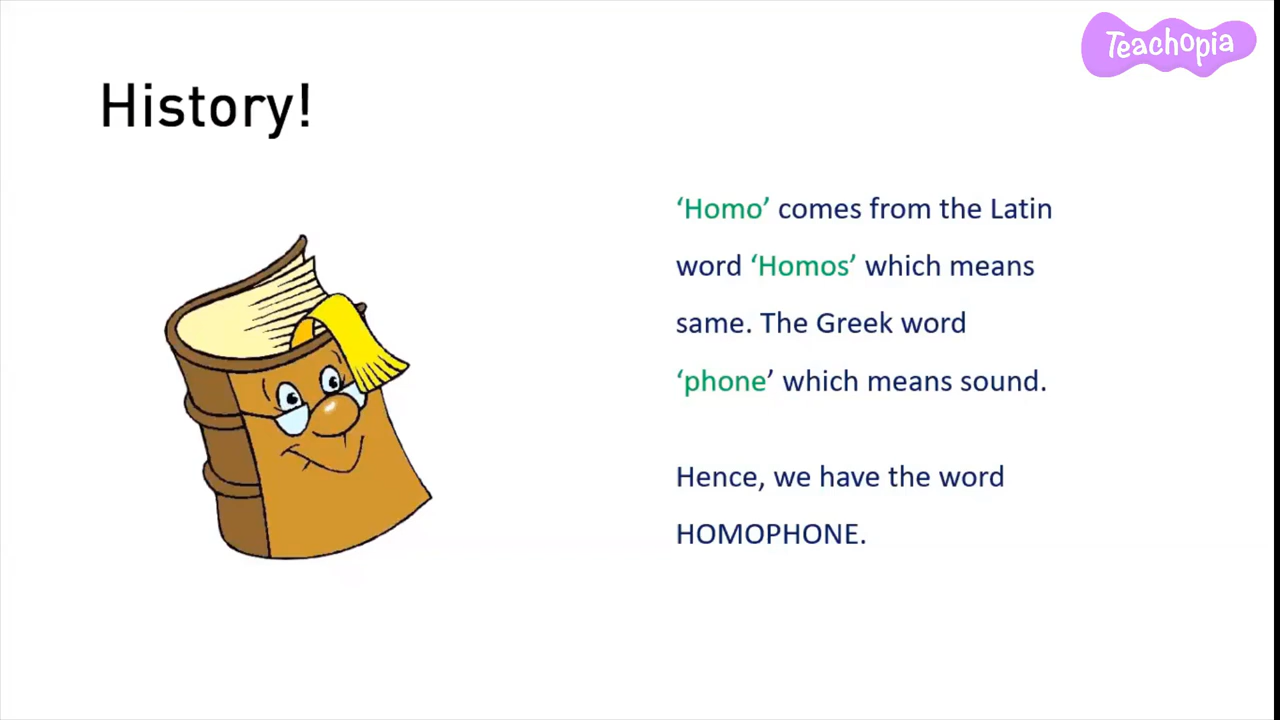 Teachopia
History!
‘Homo’ comes from the Latin
word ‘Homos’ which means
same. The Greek word
‘phone’ which means sound.
Hence, we have the word
HOMOPHONE.